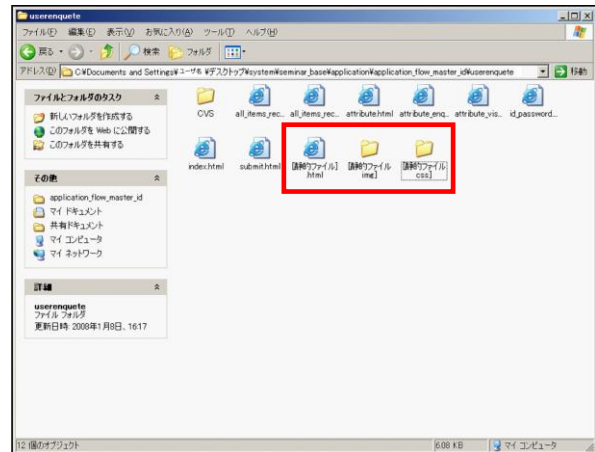 userenquete
ファイル(F) 編集(E) 表示(V) お気に入り(A) ツール(T) ヘルプ(H)
戻る 検索 フォルダ
アドレス(D) C:¥Documents and Settings¥ユーザ名¥デスクトップ¥system¥seminar_base¥application¥application_flow_master_id¥userenquete 移動
ファイルとフォルダのタスク
新しいフォルダを作成する
このフォルダを Web に公開する
このフォルダを共有する
その他
application_flow_master_id
マイ ドキュメント
共有ドキュメント
マイ コンピュータ
マイ ネットワーク
詳細
userenquete
ファイル フォルダ
更新日時: 2008年1月8日、16:17
CVS all_items_rec... all_items_rec... attribute.html attribute_enq... attribute_vis... id_password...
index.html submit.html [静的ファイル] [静的ファイル [静的ファイル
html img] css]
12 個のオブジェクト 6.08 KB マイ コンピュータ